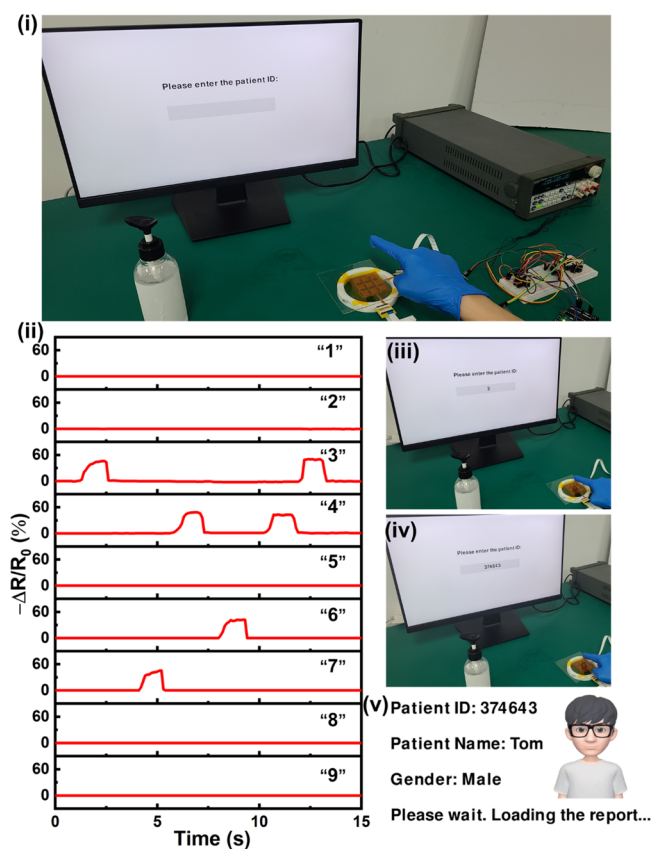 (i)
Please enter the patient ID:
(ii)
60
0
"1"
60
0
"2"
60
0
"3"
60
0
"4"
60
0
"5"
60
0
"6"
60
0
"7"
60
0
"8"
60
0
"9"
−ΔR/R₀ (%)
0 5 10 15
Time (s)
(iii)
Please enter the patient ID:
3
(iv)
Please enter the patient ID:
374643
(v)
Patient ID: 374643
Patient Name: Tom
Gender: Male
Please wait. Loading the report...